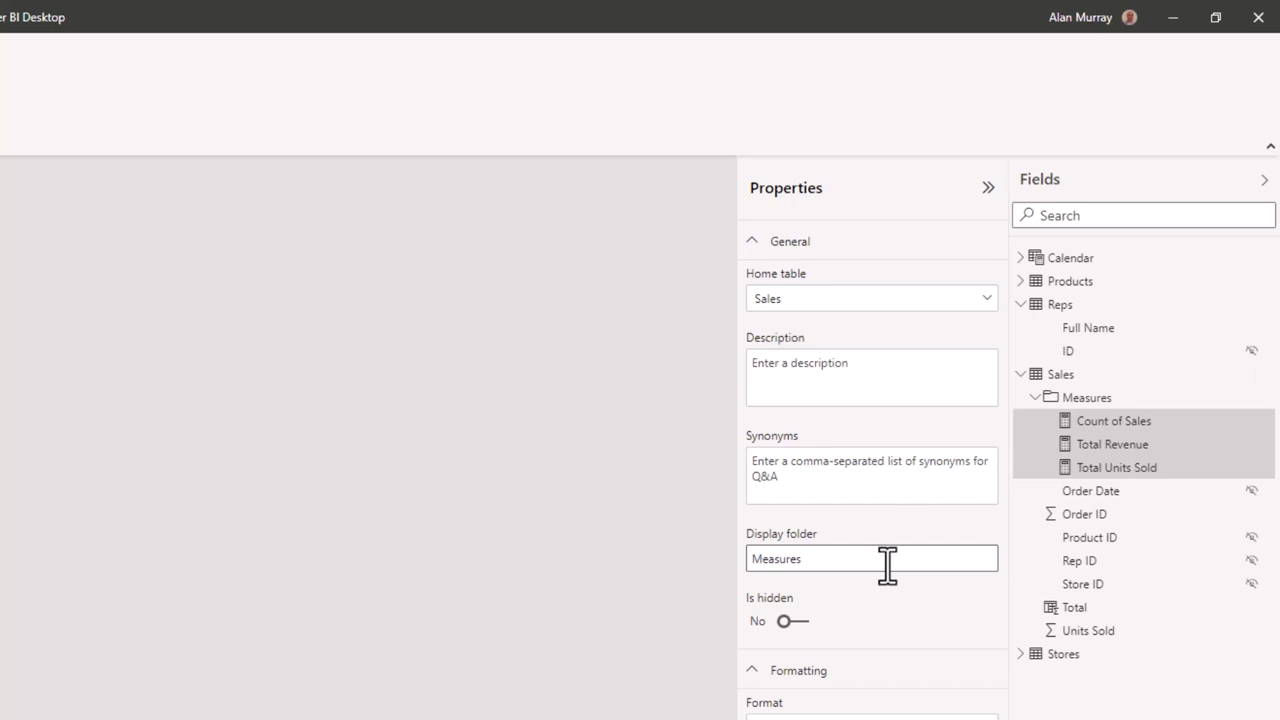 er BI Desktop
Alan Murray
Properties
General
Home table
Sales
Description
Enter a description
Synonyms
Enter a comma-separated list of synonyms for
Q&A
Display folder
Measures
Is hidden
No
Formatting
Format
Fields
Search
Calendar
Products
Reps
Full Name
ID
Sales
Measures
Count of Sales
Total Revenue
Total Units Sold
Order Date
Order ID
Product ID
Rep ID
Store ID
Total
Units Sold
Stores